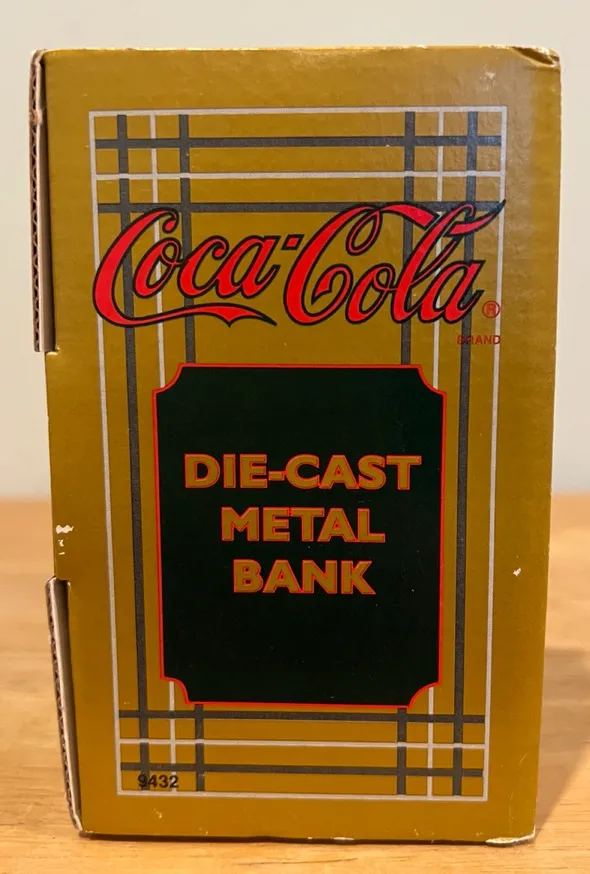 Coca-Cola®
BRAND
DIE-CAST
METAL
BANK
9432